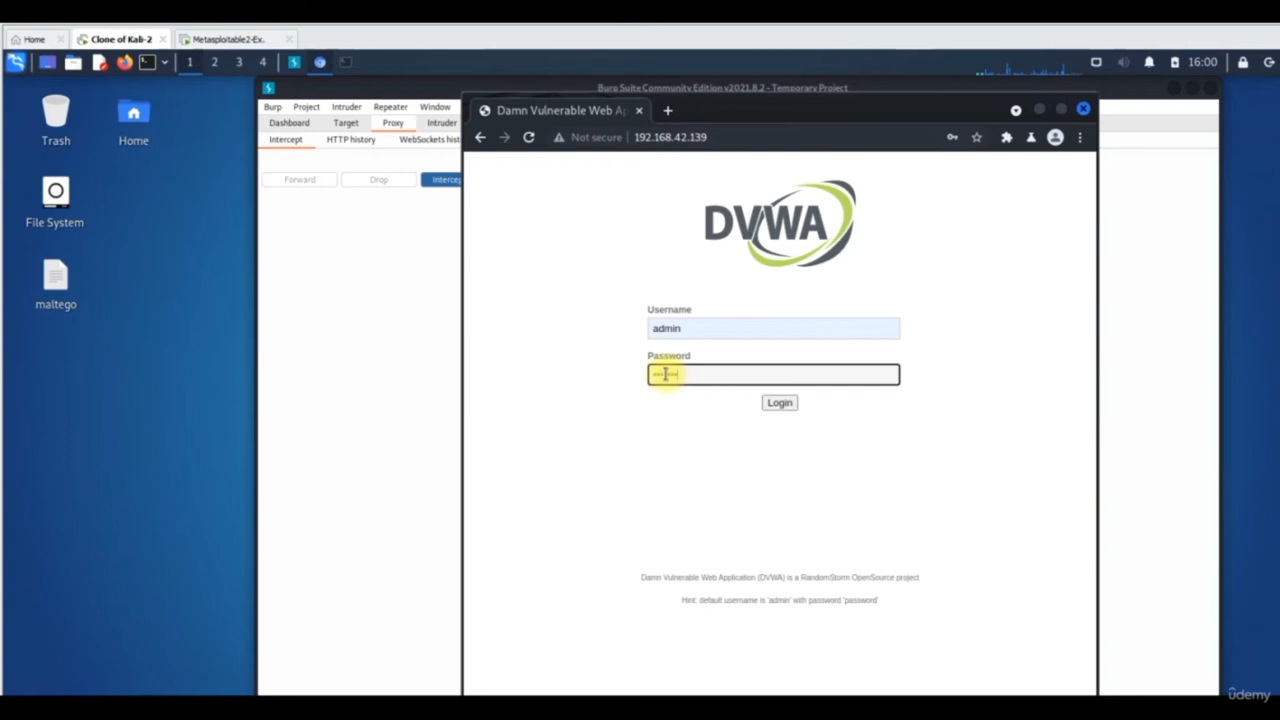 Home
Clone of Kali-2
Metasploitable2-Ex.
1 2 3 4
16:00
Burp Suite Community Edition v2021.8.2 - Temporary Project
Trash
Home
File System
maltego
Burp Project Intruder Repeater Window
Dashboard Target Proxy Intruder
Intercept HTTP history WebSockets hist
Forward Drop Intercep
Damn Vulnerable Web Ap
Not secure 192.168.42.139
DVWA
Username
admin
Password
Login
Damn Vulnerable Web Application (DVWA) is a RandomStorm OpenSource project
Hint: default username is 'admin' with password 'password'
ûdemy